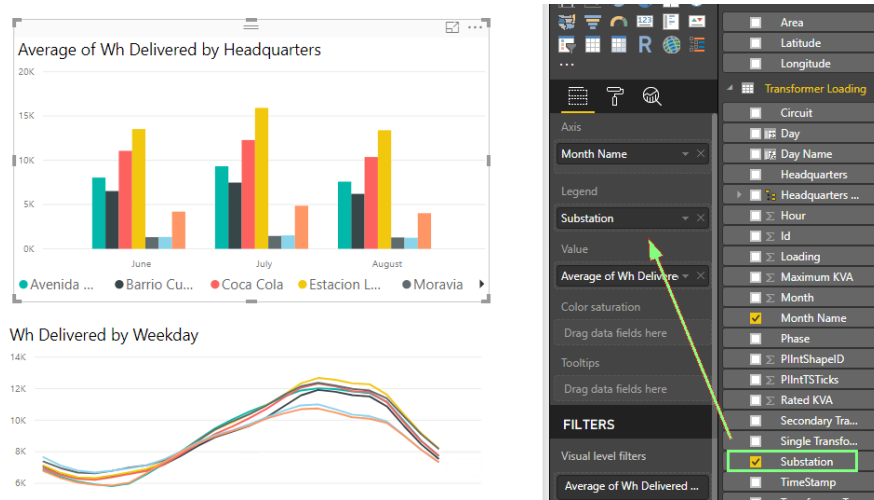 Average of Wh Delivered by Headquarters
20K
15K
10K
5K
0K
June July August
Avenida ... Barrio Cu... Coca Cola Estacion L... Moravia
Wh Delivered by Weekday
14K
12K
10K
8K
6K
123
R
...
Axis
Month Name
Legend
Substation
Value
Average of Wh Delivere
Color saturation
Drag data fields here
Tooltips
Drag data fields here
FILTERS
Visual level filters
Average of Wh Delivered ...
Area
Latitude
Longitude
Transformer Loading
Circuit
Day
Day Name
Headquarters
Headquarters ...
Σ Hour
Σ Id
Σ Loading
Σ Maximum KVA
Σ Month
Month Name
Phase
Σ PIIntShapeID
Σ PIIntTSTicks
Σ Rated KVA
Secondary Tra...
Single Transfo...
Substation
TimeStamp